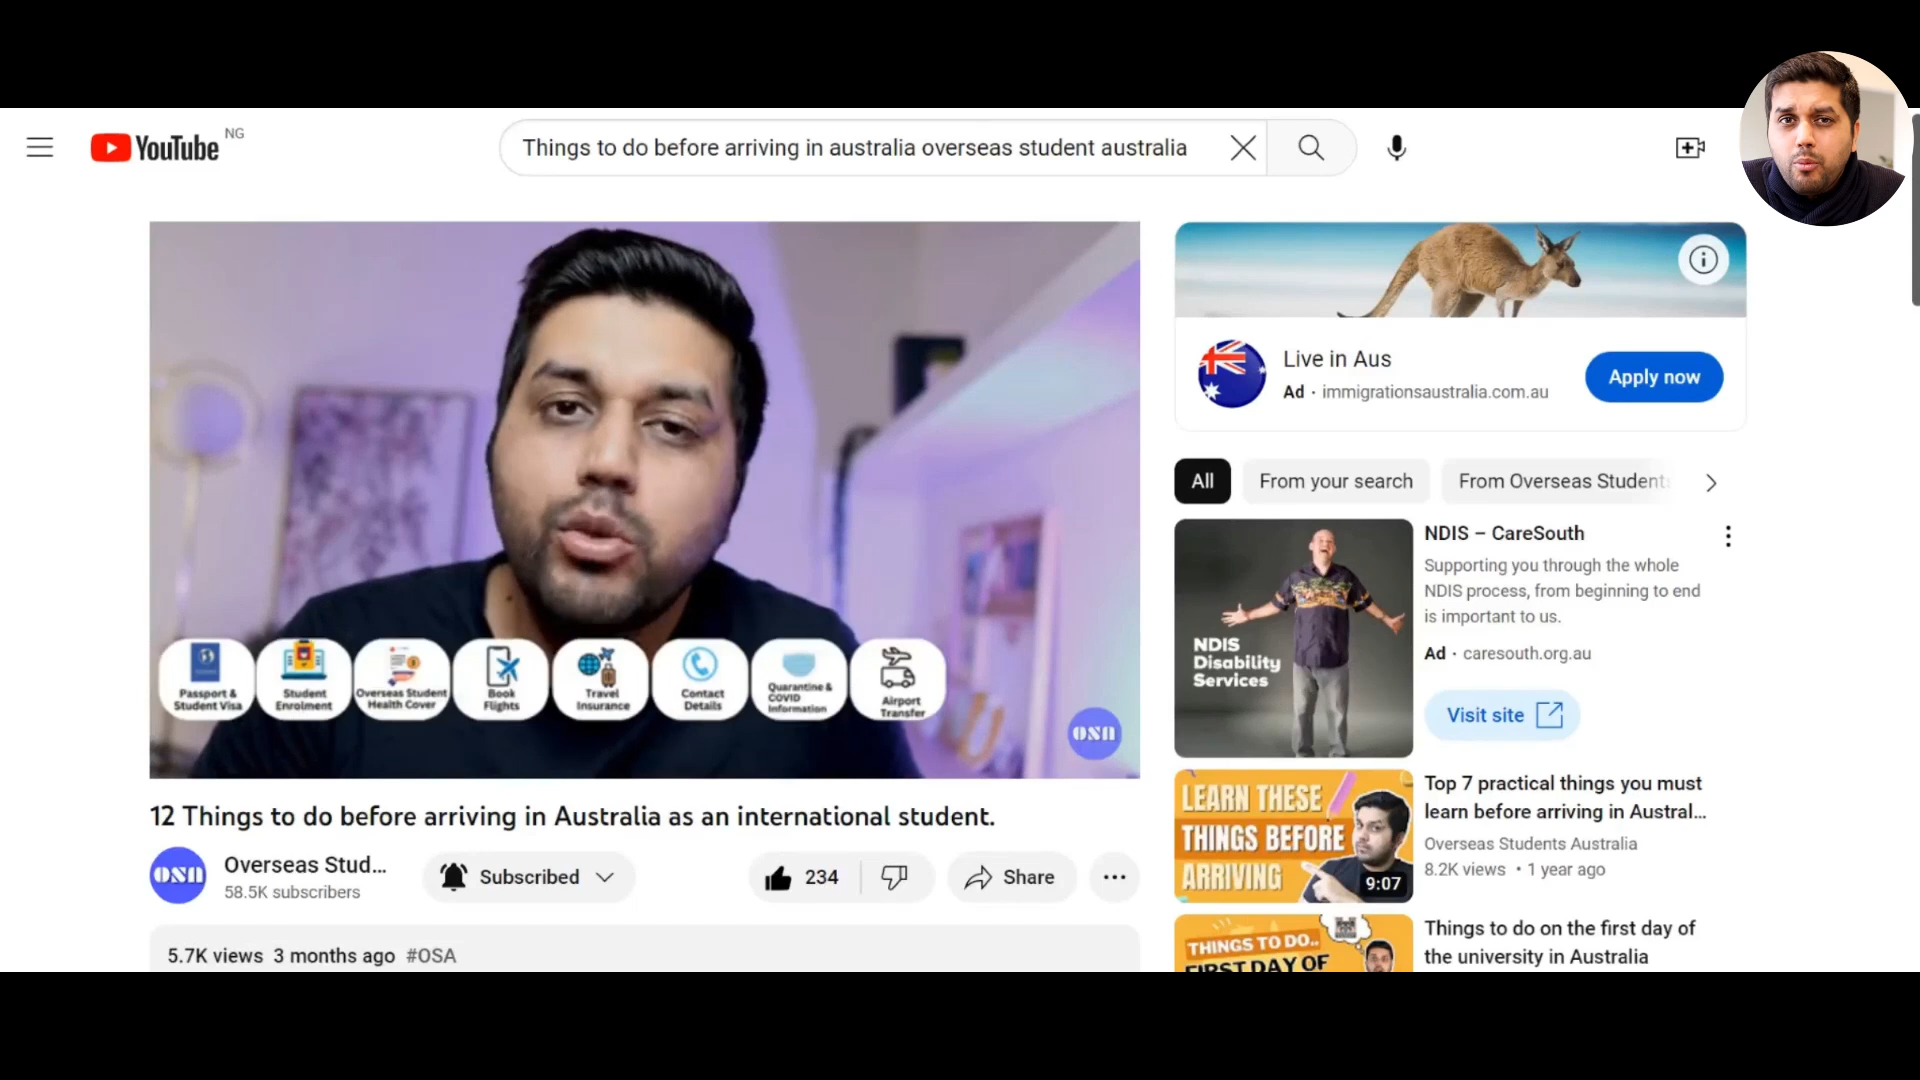 YouTube NG
Things to do before arriving in australia overseas student australia
Passport &
Student Visa
Student
Enrolment
Overseas Student
Health Cover
Book
Flights
Travel
Insurance
Contact
Details
Quarantine &
COVID
Information
Airport
Transfer
OSA
12 Things to do before arriving in Australia as an international student.
OSA
Overseas Stud...
58.5K subscribers
Subscribed
234
Share
5.7K views 3 months ago #OSA
Live in Aus
Ad · immigrationsaustralia.com.au
Apply now
All
From your search
From Overseas Students
NDIS
Disability
Services
NDIS – CareSouth
Supporting you through the whole
NDIS process, from beginning to end
is important to us.
Ad · caresouth.org.au
Visit site
LEARN THESE
THINGS BEFORE
ARRIVING
9:07
Top 7 practical things you must
learn before arriving in Austral...
Overseas Students Australia
8.2K views • 1 year ago
THINGS TO DO..
FIRST DAY OF
Things to do on the first day of
the university in Australia